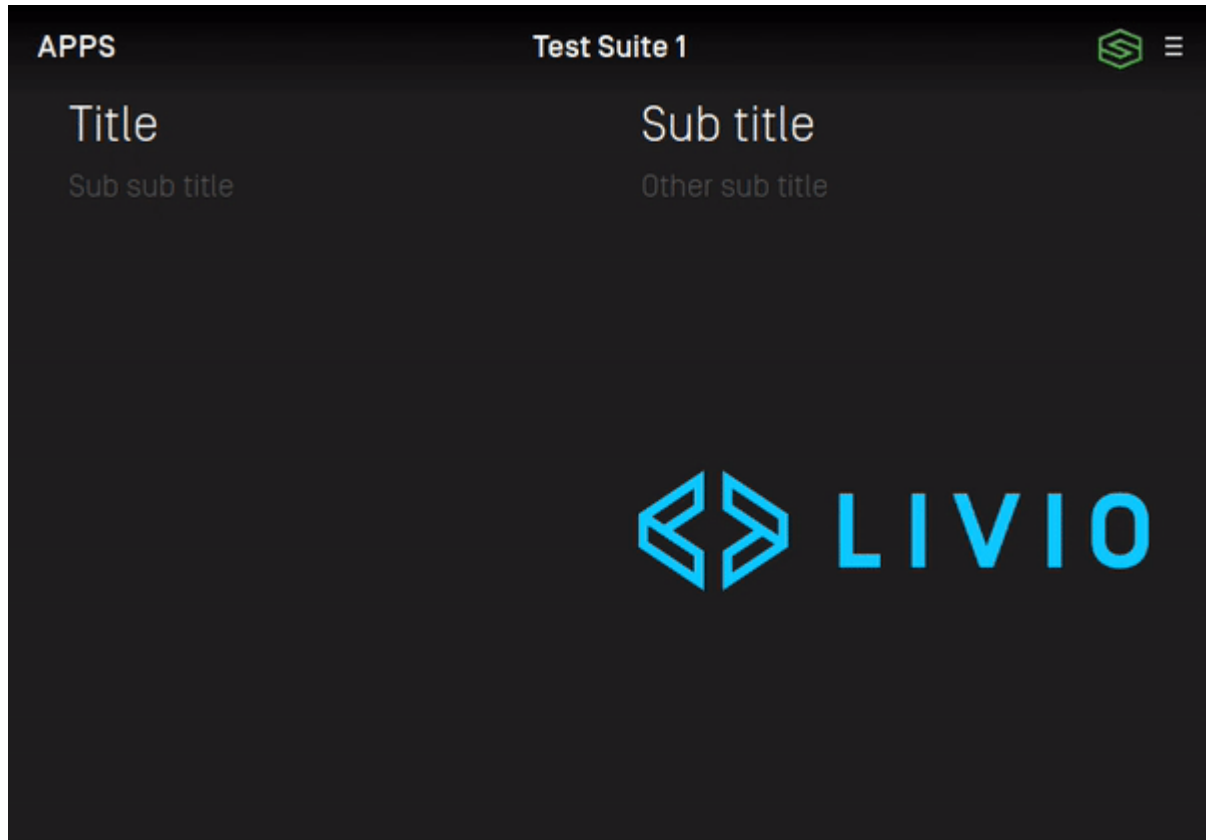 APPS
Test Suite 1
Title
Sub title
Sub sub title
Other sub title
LIVIO